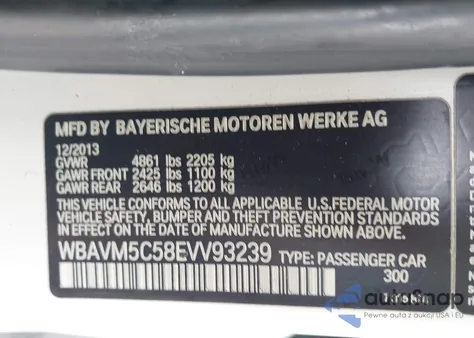 MFD BY BAYERISCHE MOTOREN WERKE AG
12/2013
GVWR 4861 lbs 2205 kg
GAWR FRONT 2425 lbs 1100 kg
GAWR REAR 2646 lbs 1200 kg
THIS VEHICLE CONFORMS TO ALL APPLICABLE U.S.FEDERAL MOTOR
VEHICLE SAFETY, BUMPER, AND THEFT PREVENTION STANDARDS IN
EFFECT ON THE DATE OF MANUFACTURE SHOWN ABOVE.
WBAVM5C58EVV93239 TYPE: PASSENGER CAR
300
autosnap
Pewne auta z aukcji USA i EU